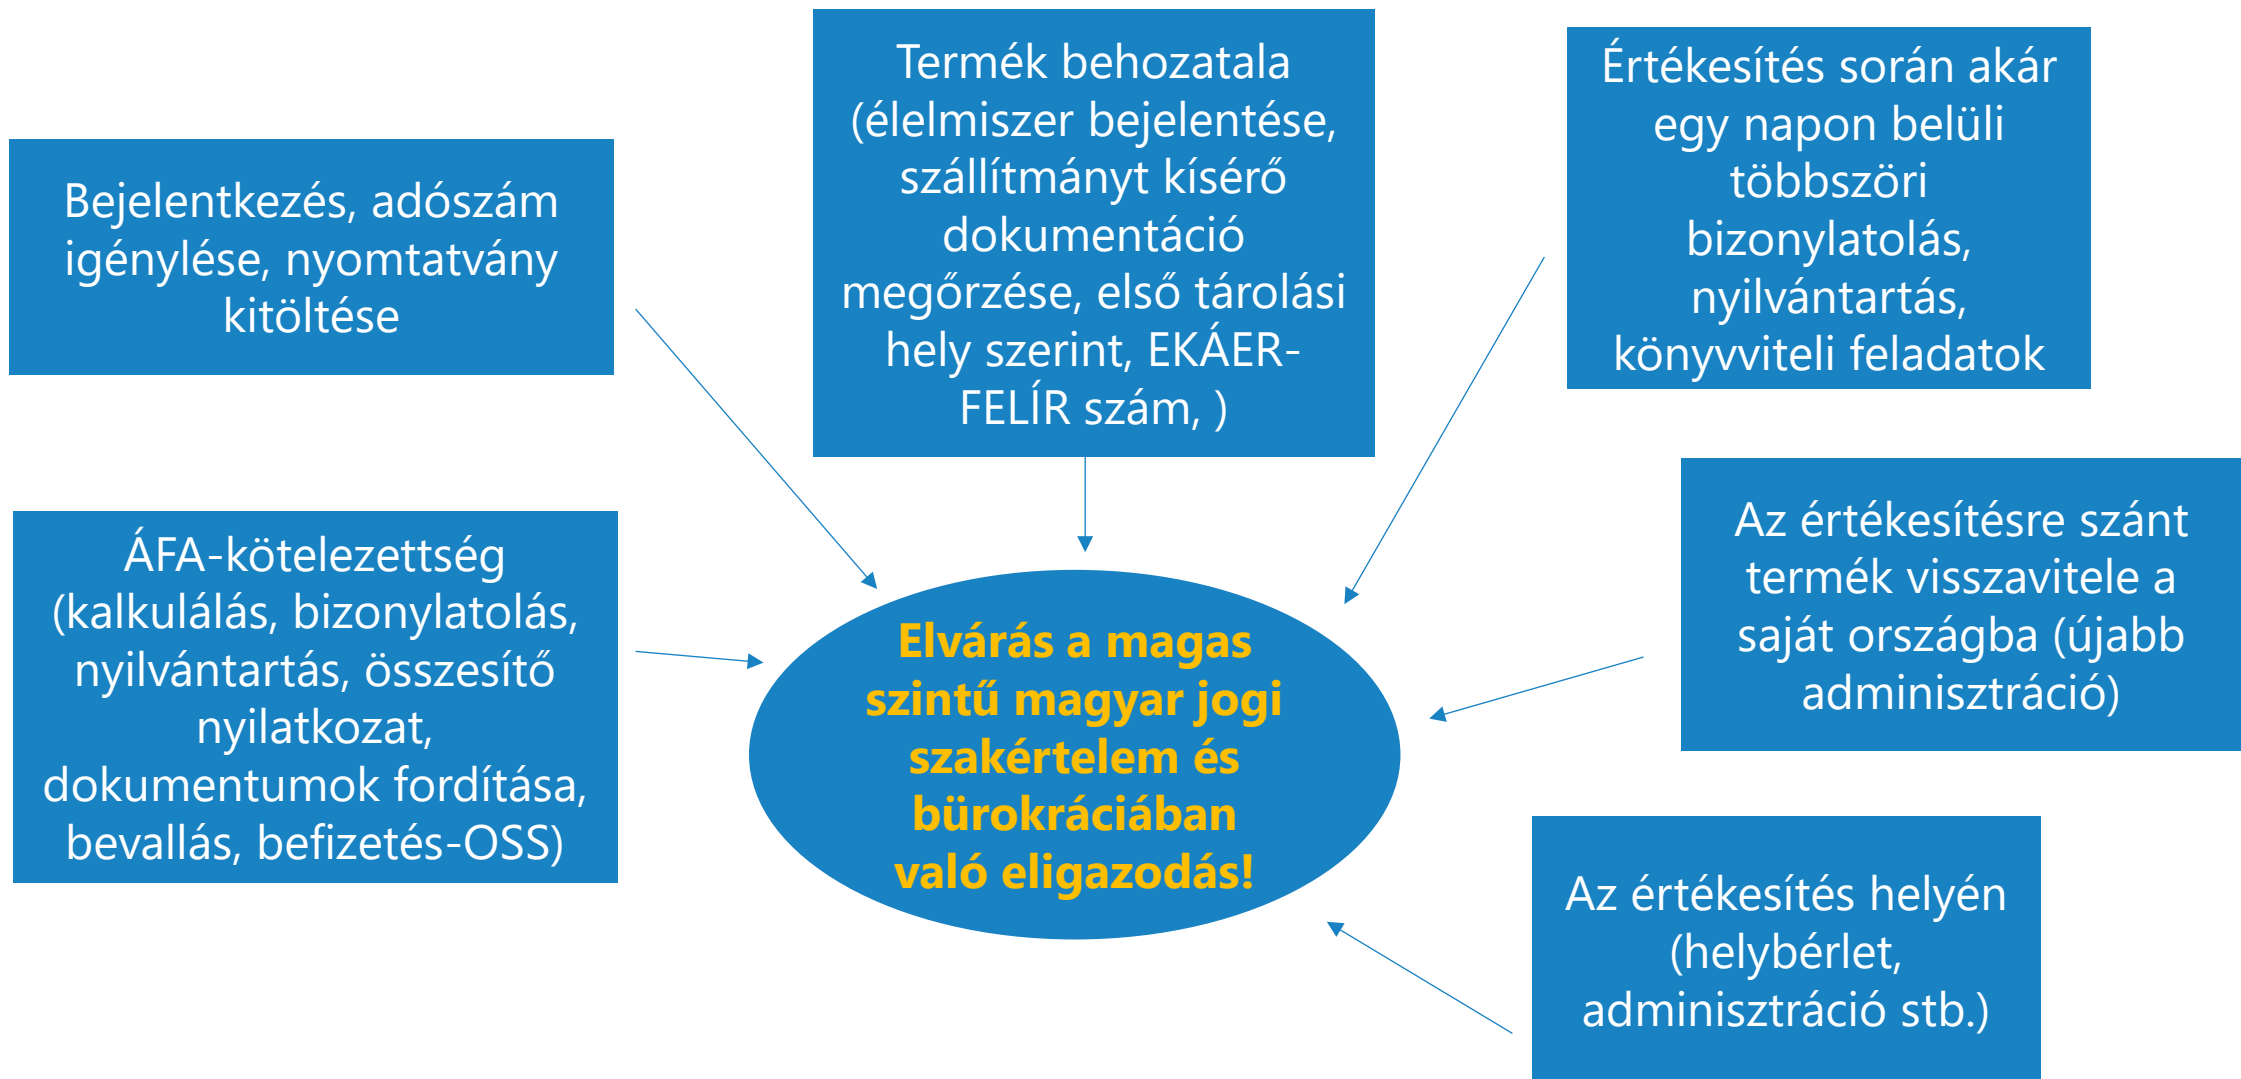 Bejelentkezés, adószám
igénylése, nyomtatvány
kitöltése
Termék behozatala
(élelmiszer bejelentése,
szállítmányt kísérő
dokumentáció
megőrzése, első tárolási
hely szerint, EKÁER-
FELÍR szám, )
Értékesítés során akár
egy napon belüli
többszöri
bizonylatolás,
nyilvántartás,
könyvviteli feladatok
ÁFA-kötelezettség
(kalkulálás, bizonylatolás,
nyilvántartás, összesítő
nyilatkozat,
dokumentumok fordítása,
bevallás, befizetés-OSS)
Elvárás a magas
szintű magyar jogi
szakértelem és
bürokráciában
való eligazodás!
Az értékesítésre szánt
termék visszavitele a
saját országba (újabb
adminisztráció)
Az értékesítés helyén
(helybérlet,
adminisztráció stb.)